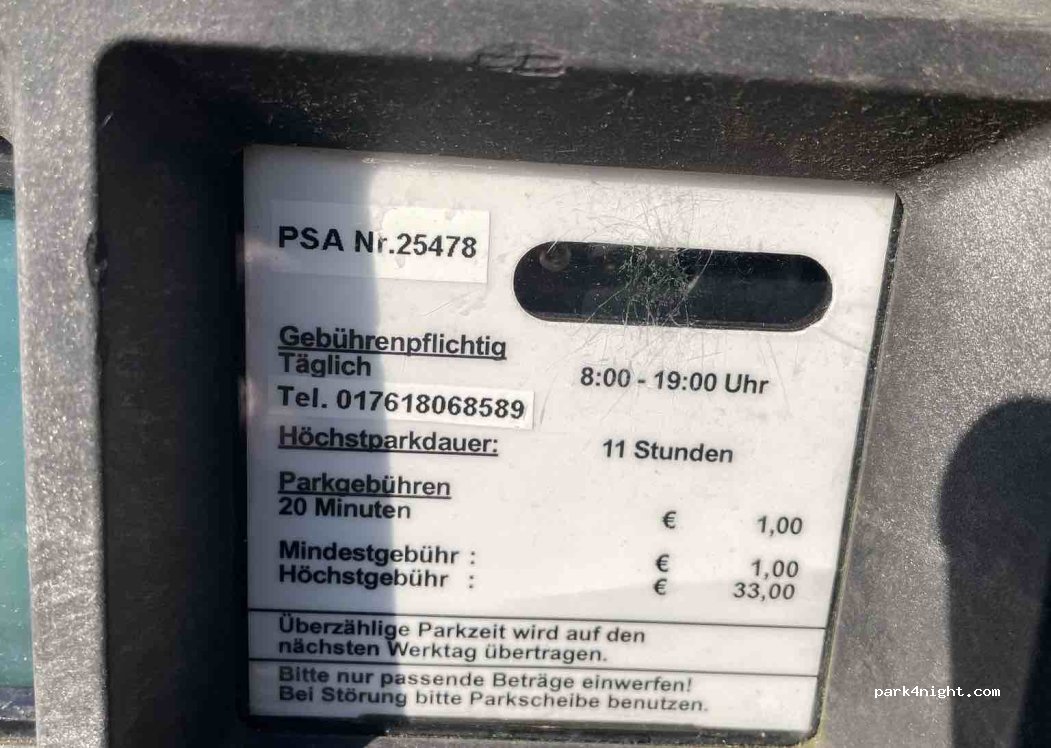 PSA Nr.25478
Gebührenpflichtig
Täglich 8:00 - 19:00 Uhr
Tel. 017618068589
Höchstparkdauer: 11 Stunden
Parkgebühren
20 Minuten € 1,00
Mindestgebühr : € 1,00
Höchstgebühr : € 33,00
Überzählige Parkzeit wird auf den
nächsten Werktag übertragen.
Bitte nur passende Beträge einwerfen!
Bei Störung bitte Parkscheibe benutzen.
park4night.com